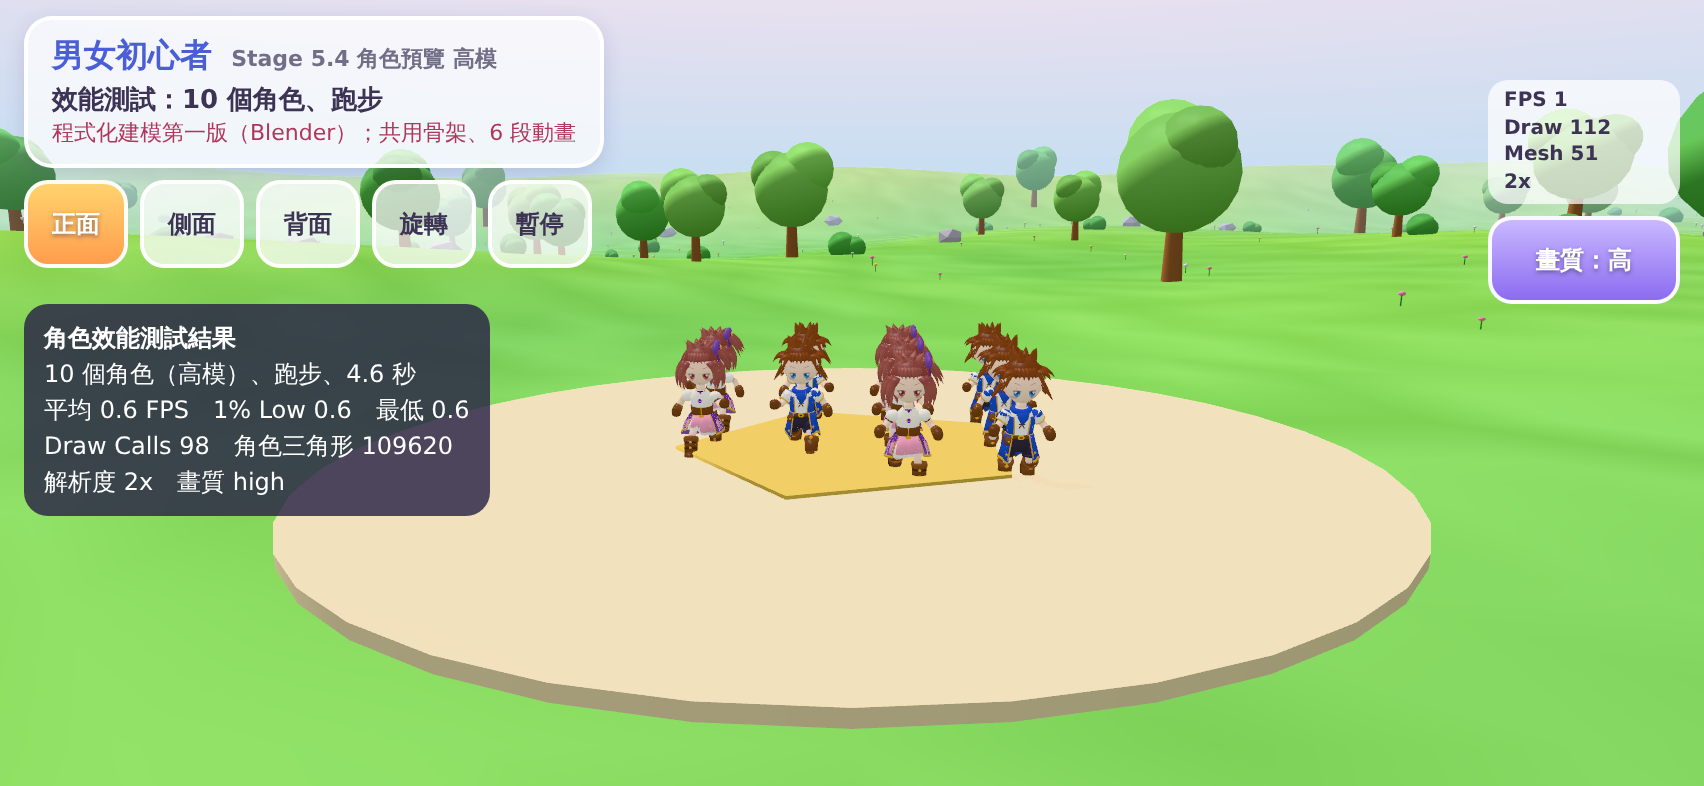 男女初心者 Stage 5.4 角色預覽 高模
效能測試：10 個角色、跑步
程式化建模第一版（Blender）；共用骨架、6 段動畫
正面 側面 背面 旋轉 暫停
FPS 1
Draw 112
Mesh 51
2x
畫質：高
角色效能測試結果
10 個角色（高模）、跑步、4.6 秒
平均 0.6 FPS 1% Low 0.6 最低 0.6
Draw Calls 98 角色三角形 109620
解析度 2x 畫質 high